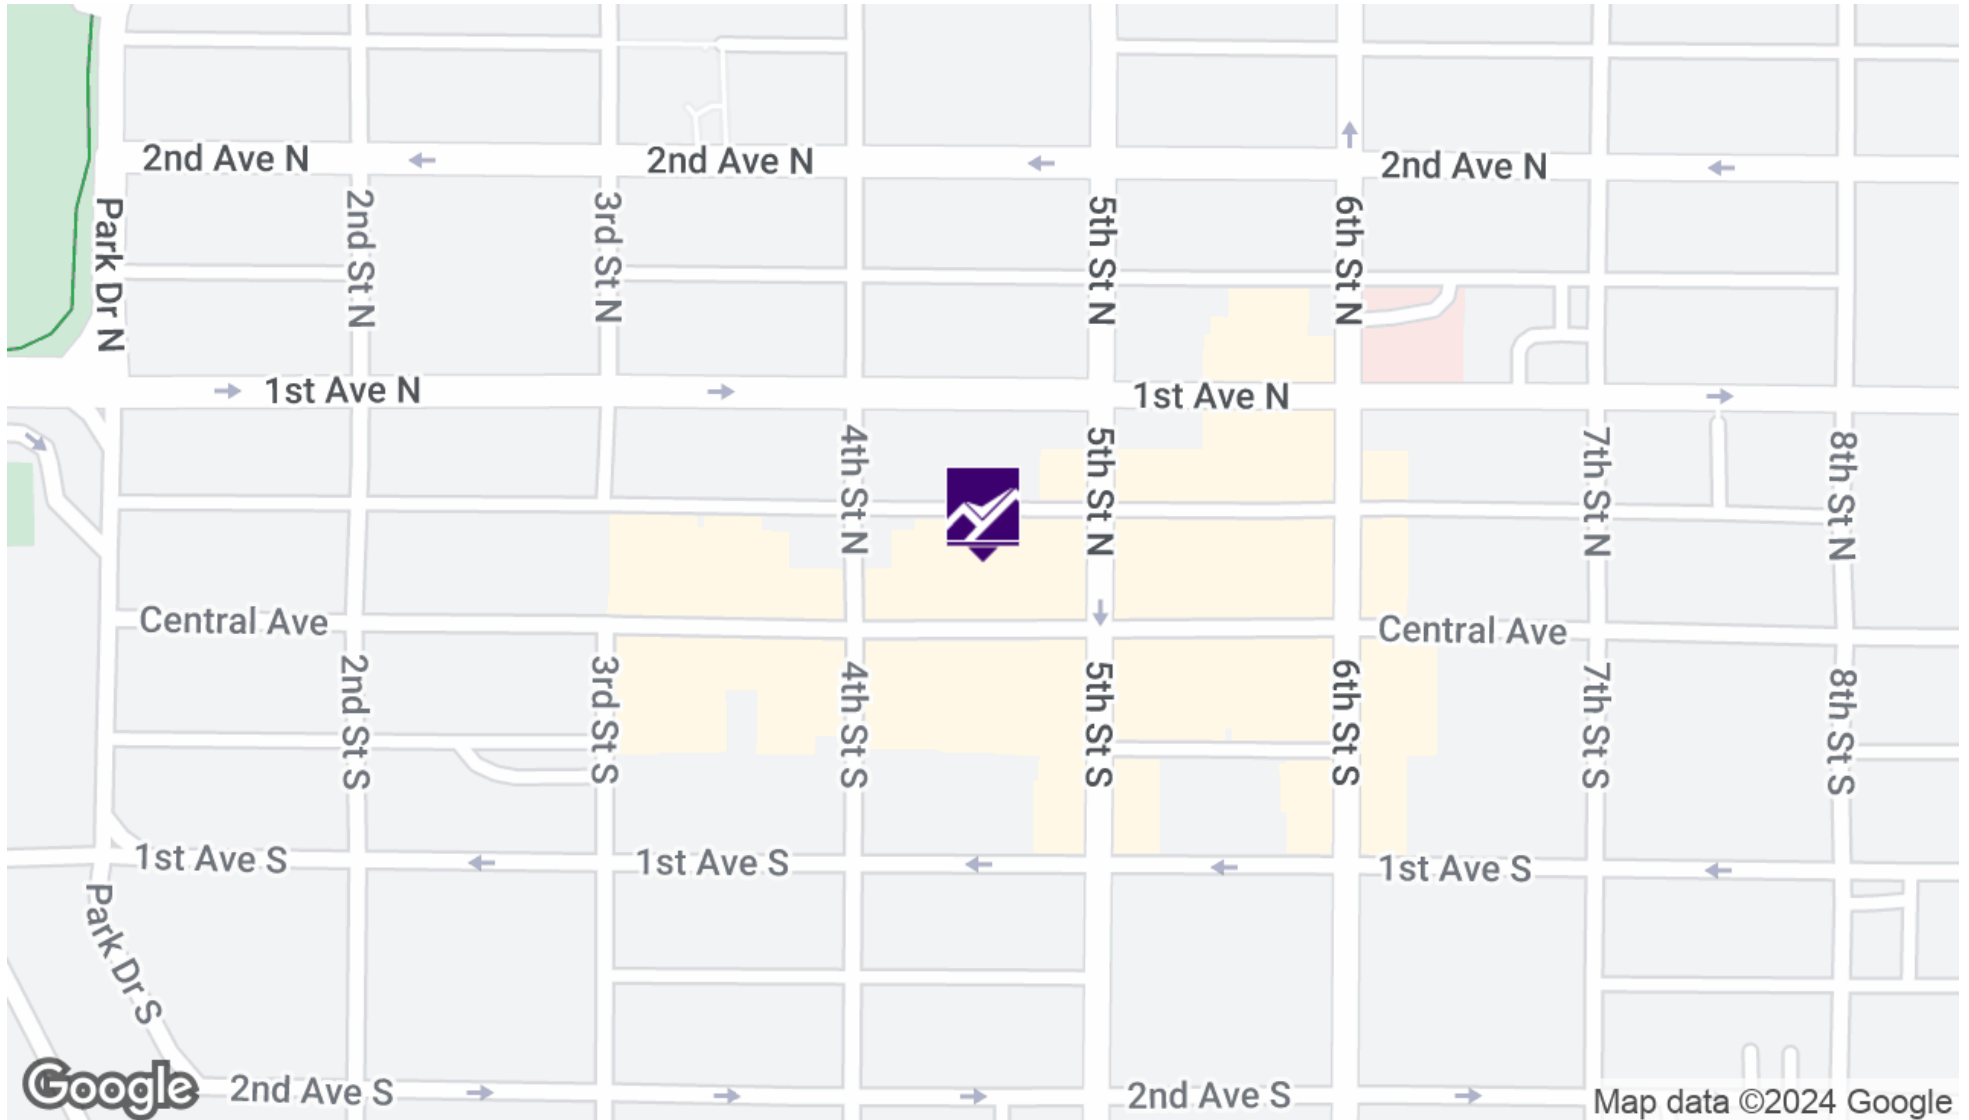 2nd Ave N
2nd Ave N
2nd Ave N
Park Dr N
2nd St N
3rd St N
5th St N
6th St N
1st Ave N
1st Ave N
4th St N
5th St N
7th St N
8th St N
Central Ave
Central Ave
2nd St S
3rd St S
4th St S
5th St S
6th St S
7th St S
8th St S
1st Ave S
1st Ave S
1st Ave S
Park Dr S
Google
2nd Ave S
2nd Ave S
Map data ©2024 Google